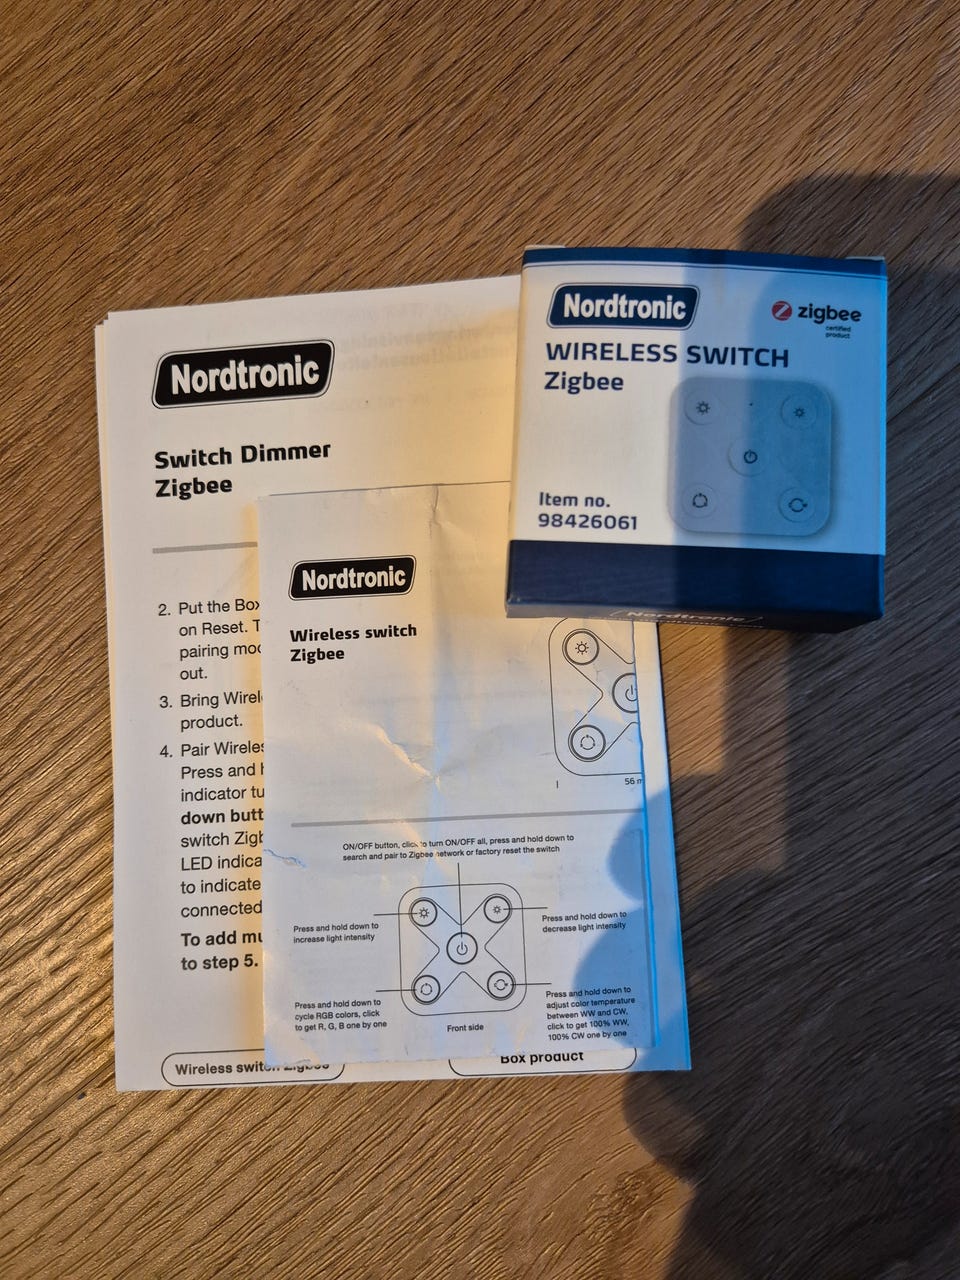 Nordtronic
Switch Dimmer
Zigbee
2. Put the Box
on Reset. T
pairing mo
out.
3. Bring Wirel
product.
4. Pair Wireles
Press and h
indicator tu
down butt
switch Zigb
LED indica
to indicate
connected
To add mu
to step 5.
Wireless switch Zigbee
Box product
Nordtronic
Wireless switch
Zigbee
56 m
ON/OFF button, click to turn ON/OFF all, press and hold down to
search and pair to Zigbee network or factory reset the switch
Press and hold down to
increase light intensity
Press and hold down to
decrease light intensity
Press and hold down to
cycle RGB colors, click
to get R, G, B one by one
Front side
Press and hold down to
adjust color temperature
between WW and CW,
click to get 100% WW,
100% CW one by one
Nordtronic
zigbee
certified
product
WIRELESS SWITCH
Zigbee
Item no.
98426061
Nordtronic